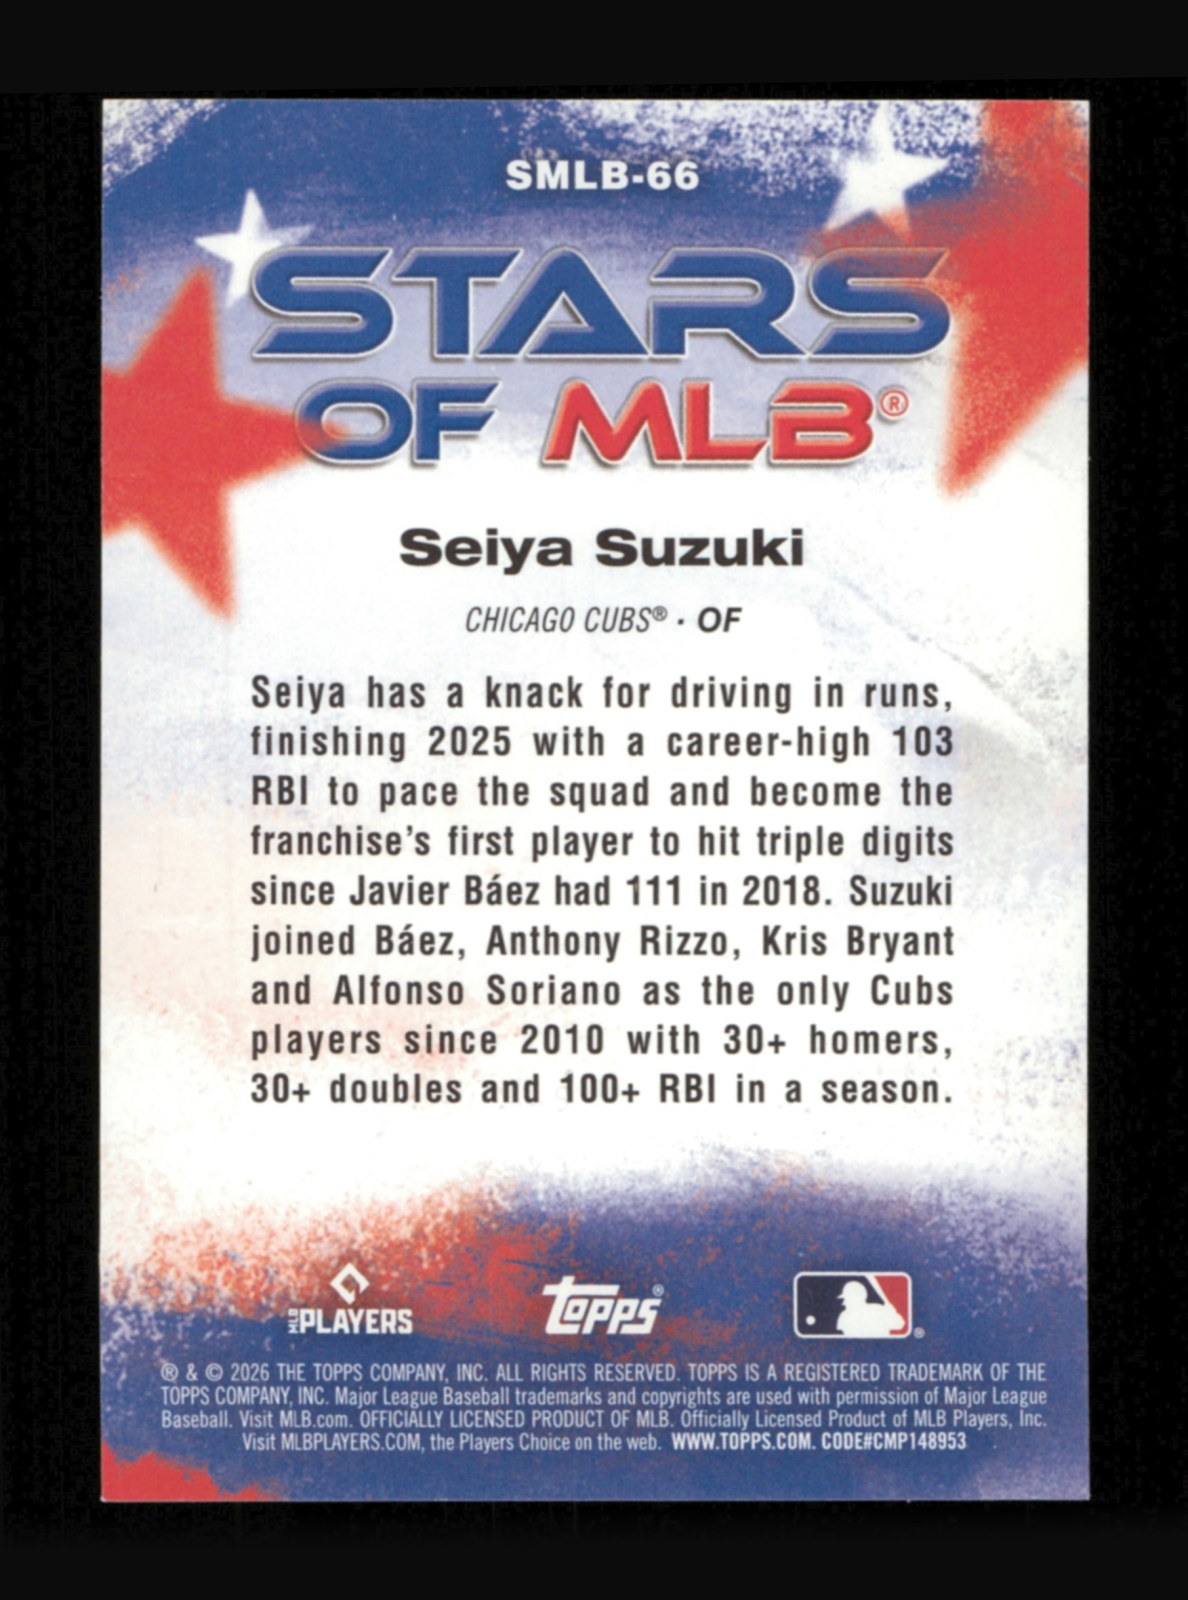 SMLB-66
STARS
OF MLB®
Seiya Suzuki
CHICAGO CUBS® · OF
Seiya has a knack for driving in runs,
finishing 2025 with a career-high 103
RBI to pace the squad and become the
franchise's first player to hit triple digits
since Javier Báez had 111 in 2018. Suzuki
joined Báez, Anthony Rizzo, Kris Bryant
and Alfonso Soriano as the only Cubs
players since 2010 with 30+ homers,
30+ doubles and 100+ RBI in a season.
MLB PLAYERS topps® ®
® & © 2026 THE TOPPS COMPANY, INC. ALL RIGHTS RESERVED. TOPPS IS A REGISTERED TRADEMARK OF THE
TOPPS COMPANY, INC. Major League Baseball trademarks and copyrights are used with permission of Major League
Baseball. Visit MLB.com. OFFICIALLY LICENSED PRODUCT OF MLB. Officially Licensed Product of MLB Players, Inc.
Visit MLBPLAYERS.COM, the Players Choice on the web. WWW.TOPPS.COM. CODE#CMP148953